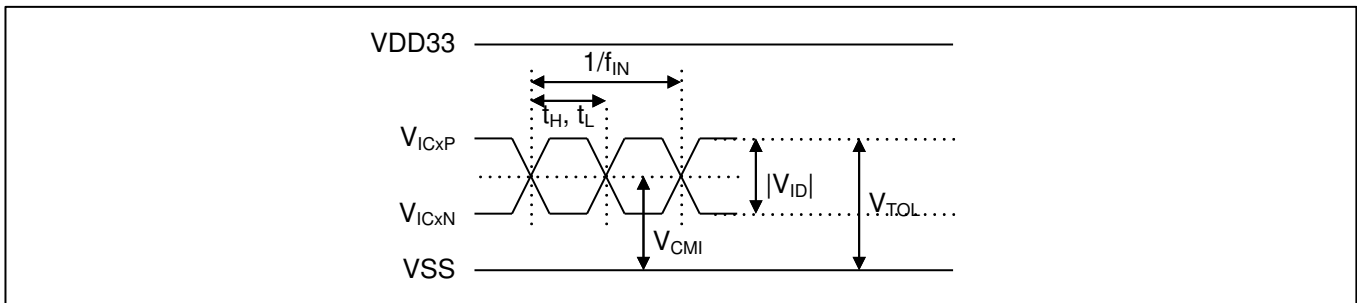 VDD33
1/fIN
tH, tL
VICxP
|VID|
VTOL
VICxN
VCMI
VSS